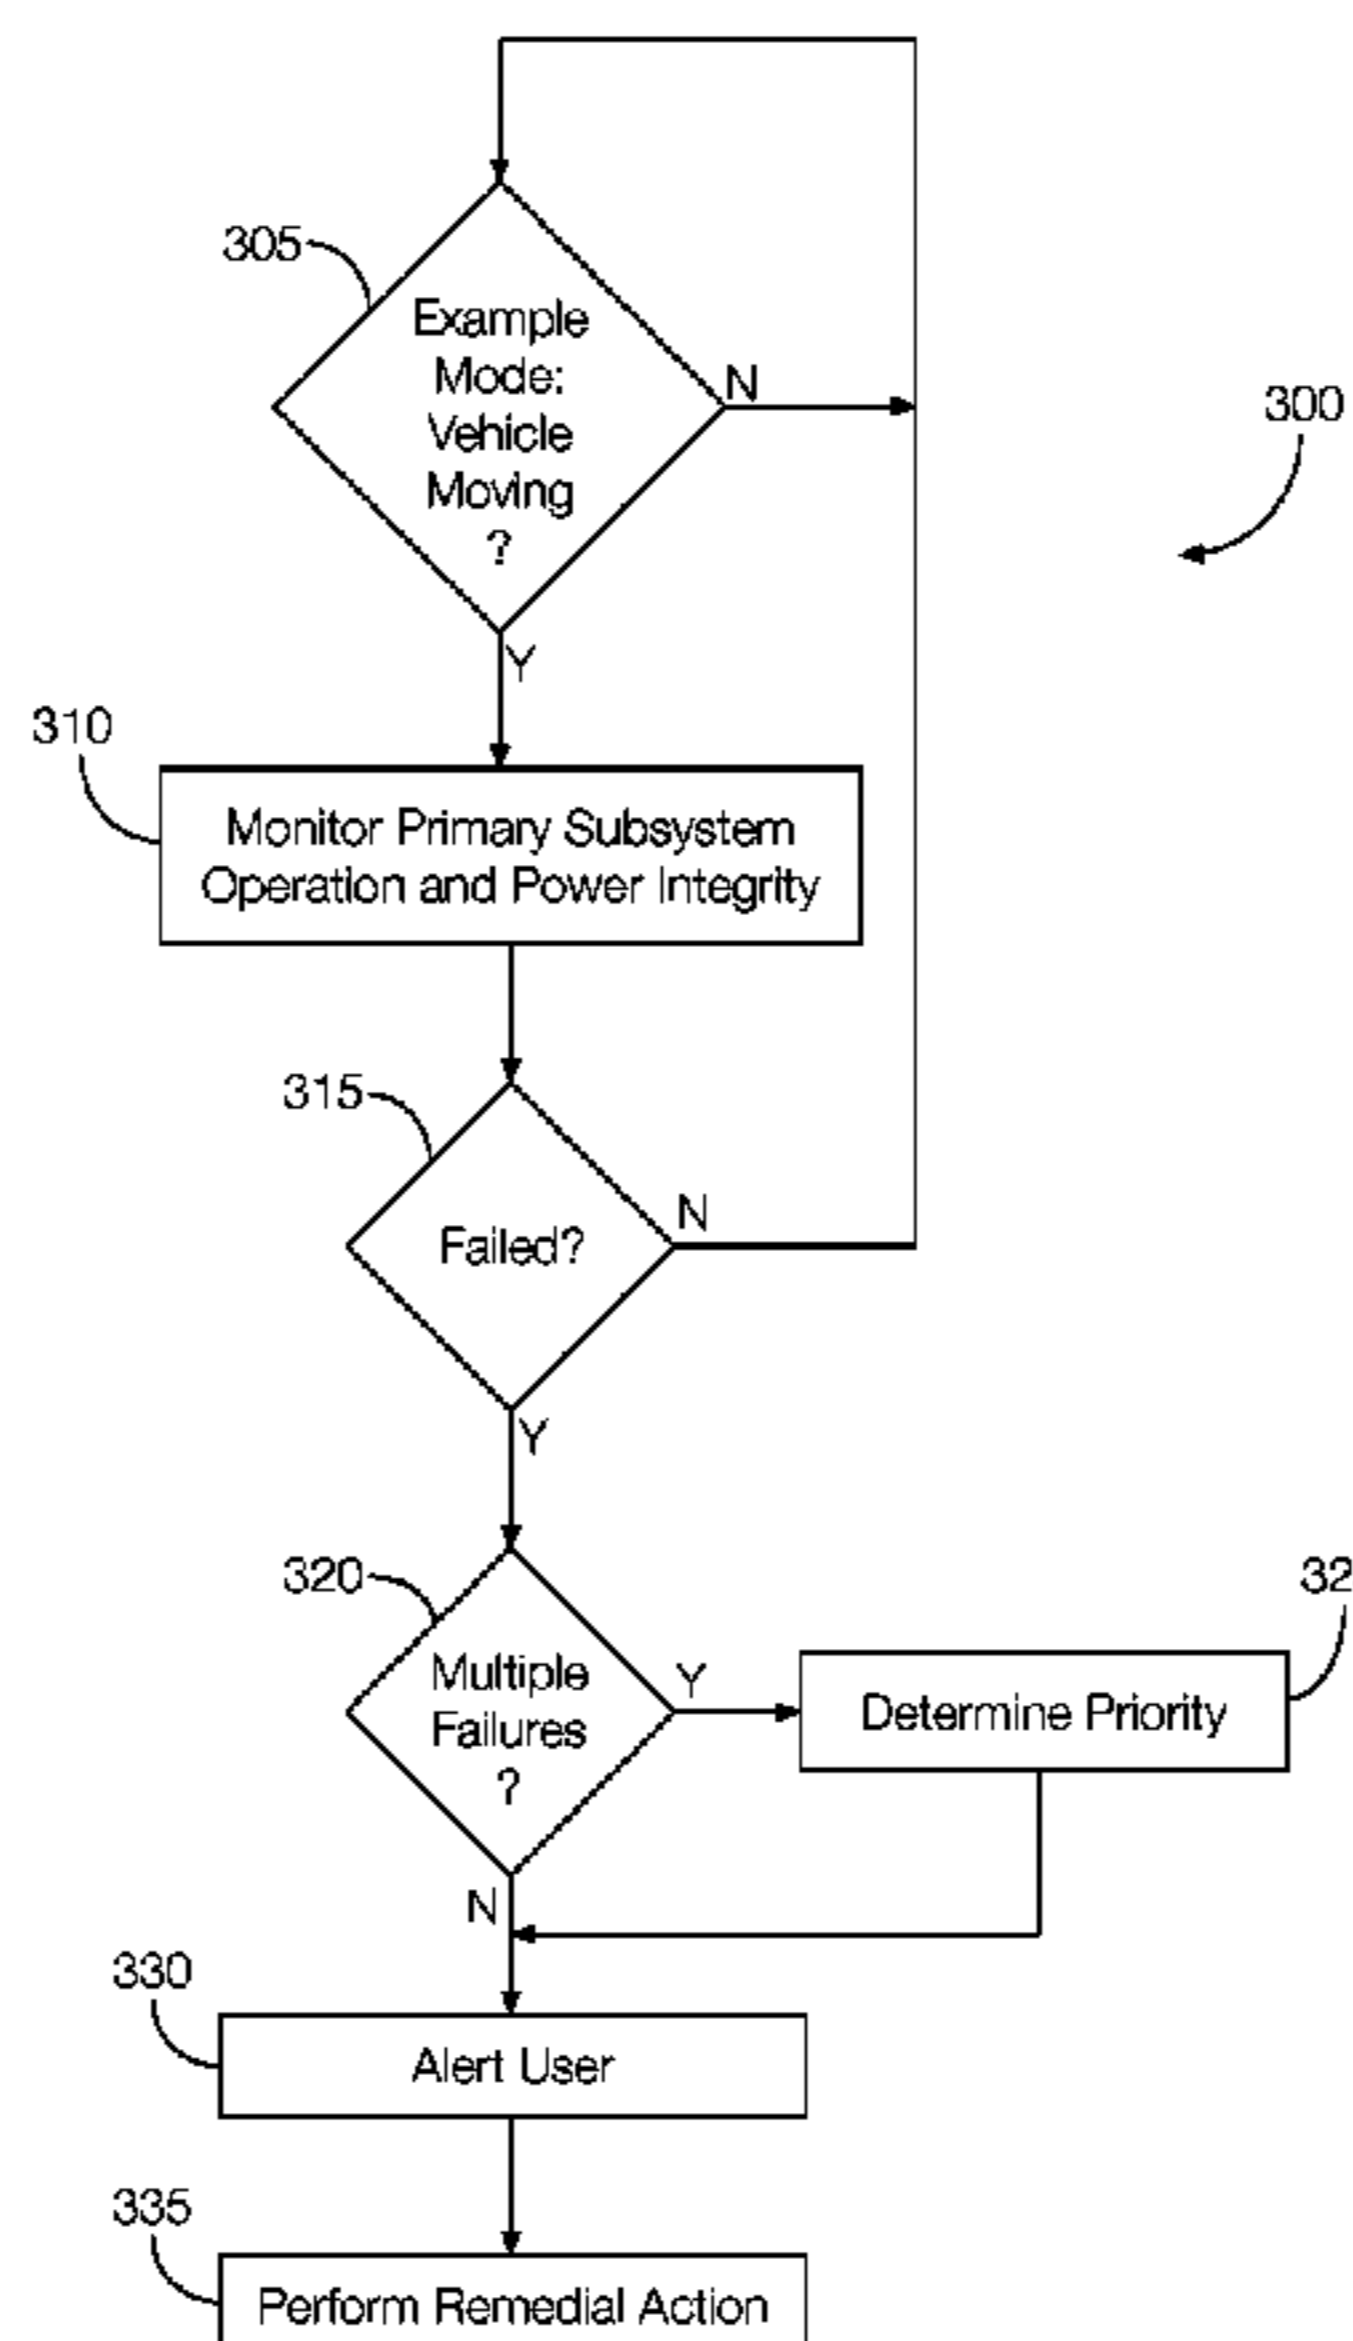 305
Example
Mode:
Vehicle
Moving
?
N
300
Y
310
Monitor Primary Subsystem
Operation and Power Integrity
315
Failed?
N
Y
320
Multiple
Failures
?
Y
32
Determine Priority
N
330
Alert User
335
Perform Remedial Action